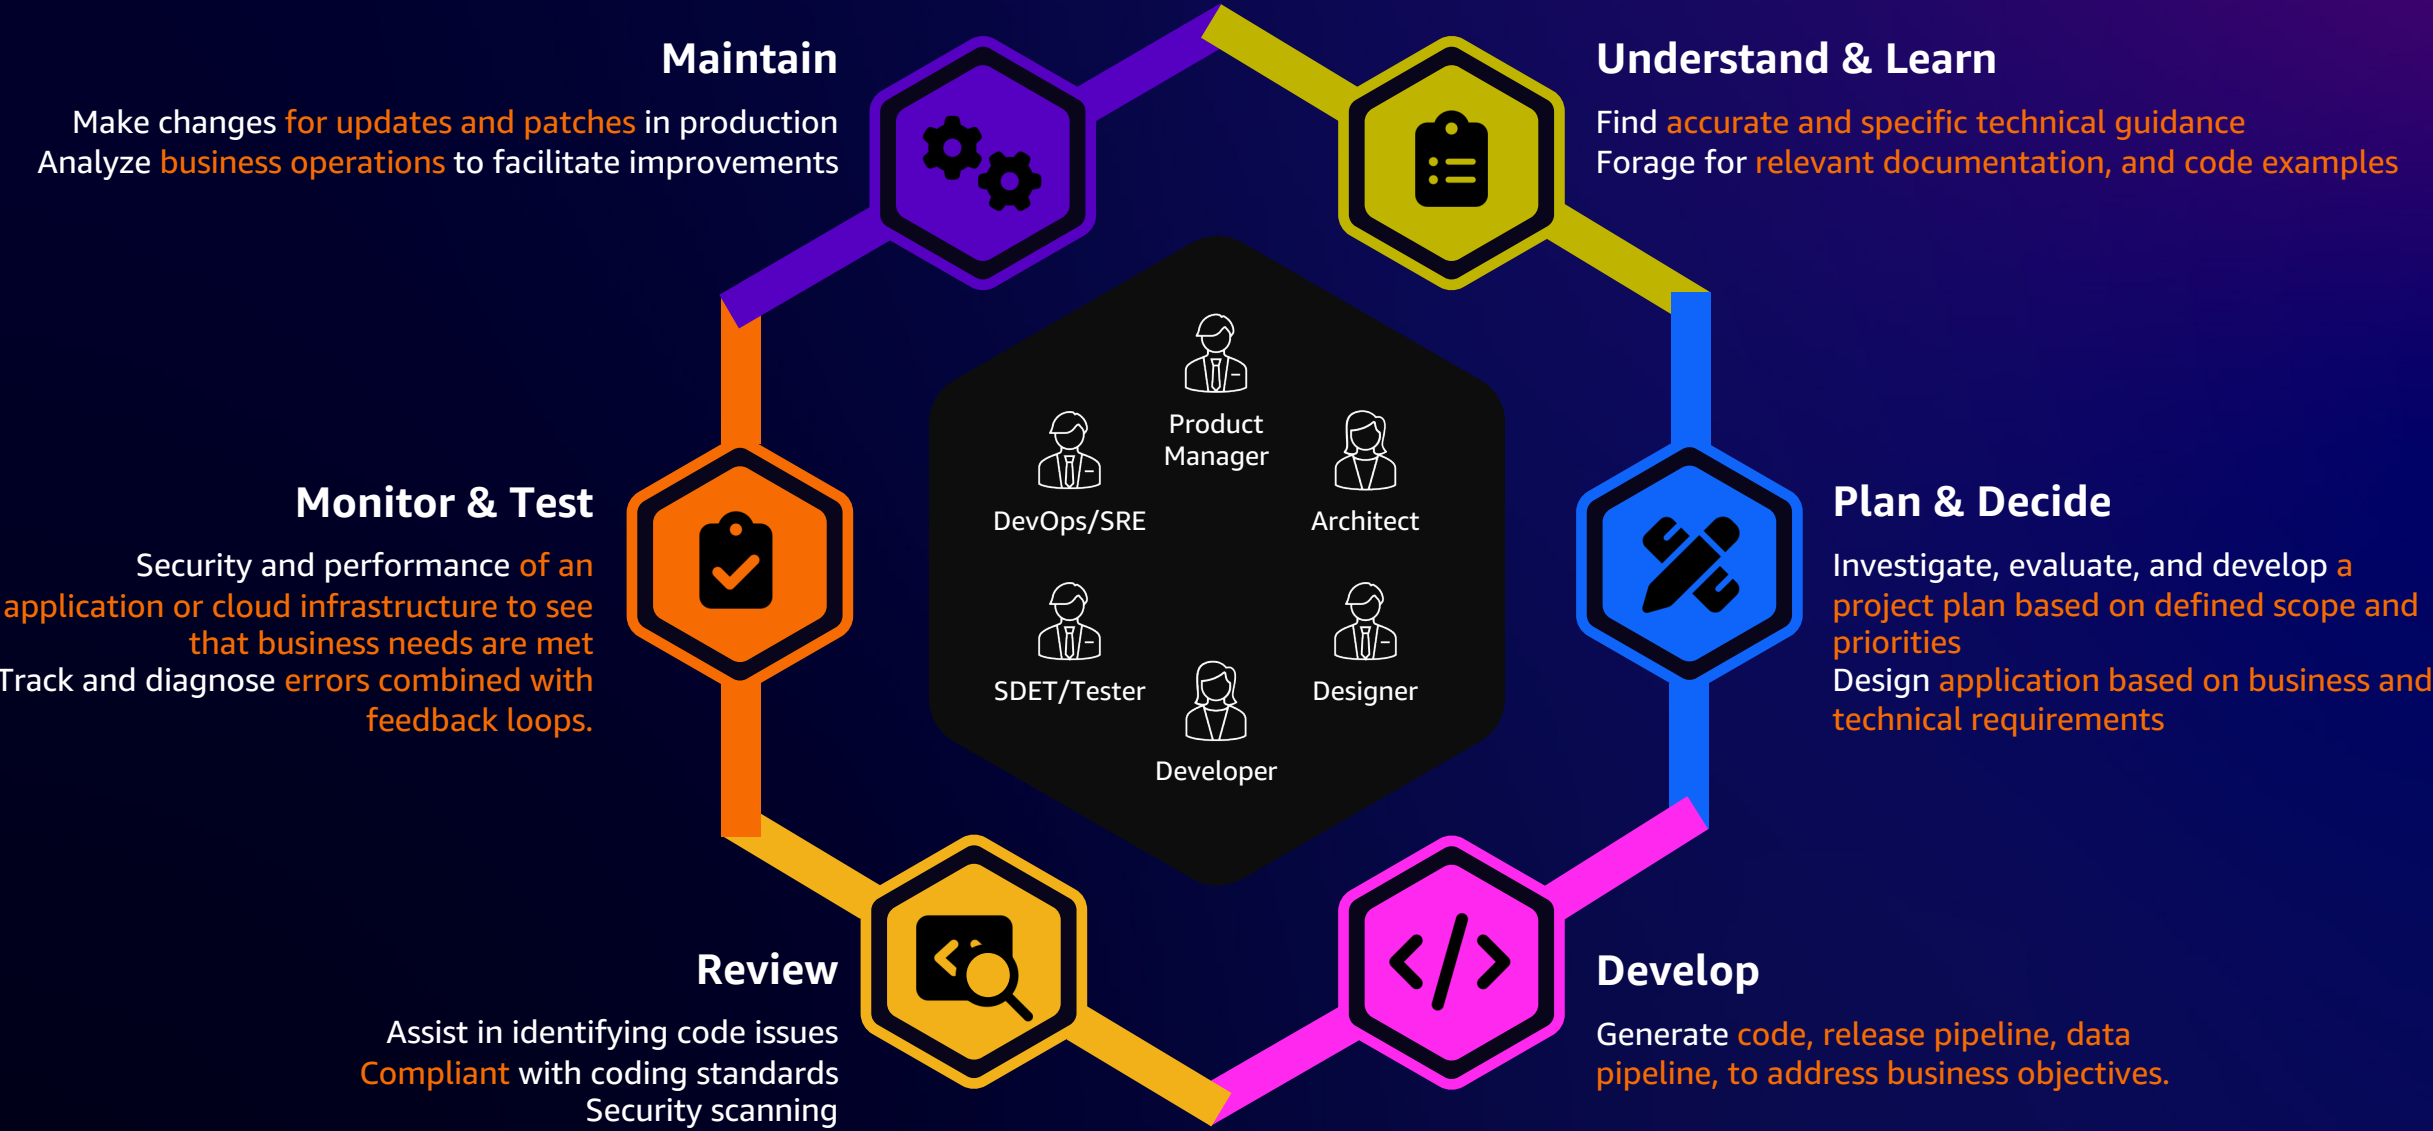 Maintain
Make changes for updates and patches in production
Analyze business operations to facilitate improvements
Understand & Learn
Find accurate and specific technical guidance
Forage for relevant documentation, and code examples
Product
Manager
DevOps/SRE
Architect
SDET/Tester
Designer
Developer
Monitor & Test
Security and performance of an
application or cloud infrastructure to see
that business needs are met
Track and diagnose errors combined with
feedback loops.
Plan & Decide
Investigate, evaluate, and develop a
project plan based on defined scope and
priorities
Design application based on business and
technical requirements
Review
Assist in identifying code issues
Compliant with coding standards
Security scanning
Develop
Generate code, release pipeline, data
pipeline, to address business objectives.